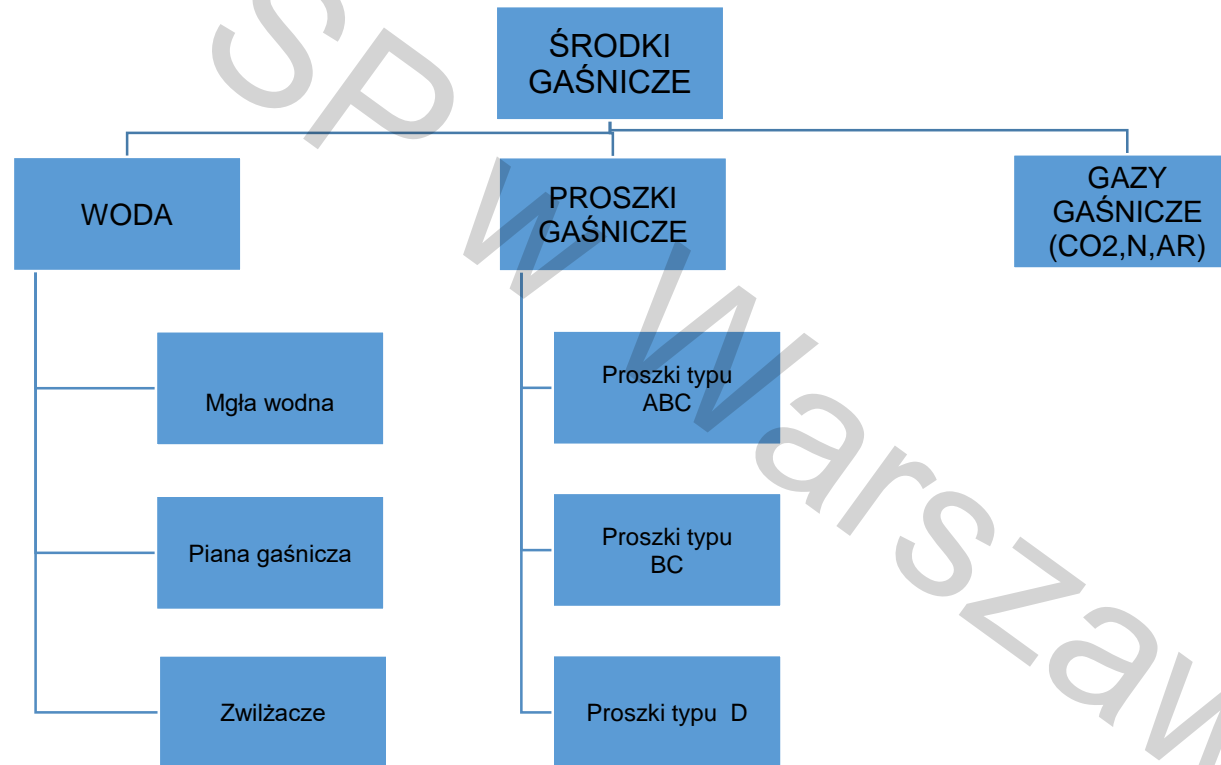 ŚRODKI
GAŚNICZE
WODA
PROSZKI
GAŚNICZE
GAZY
GAŚNICZE
(CO2,N,AR)
Mgła wodna
Proszki typu
ABC
Piana gaśnicza
Proszki typu
BC
Zwilżacze
Proszki typu  D
SP w Warszaw